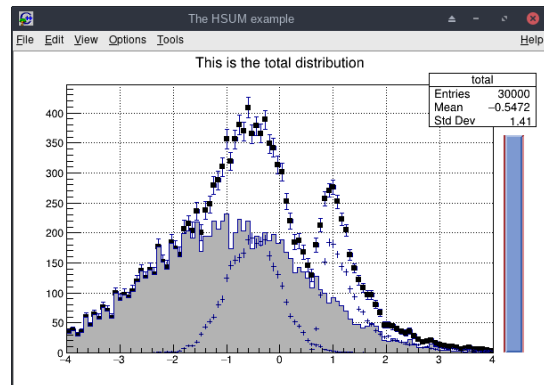 The HSUM example
File Edit View Options Tools Help
This is the total distribution
total
Entries 30000
Mean −0.5472
Std Dev 1.41
400
350
300
250
200
150
100
50
0
−4 −3 −2 −1 0 1 2 3 4